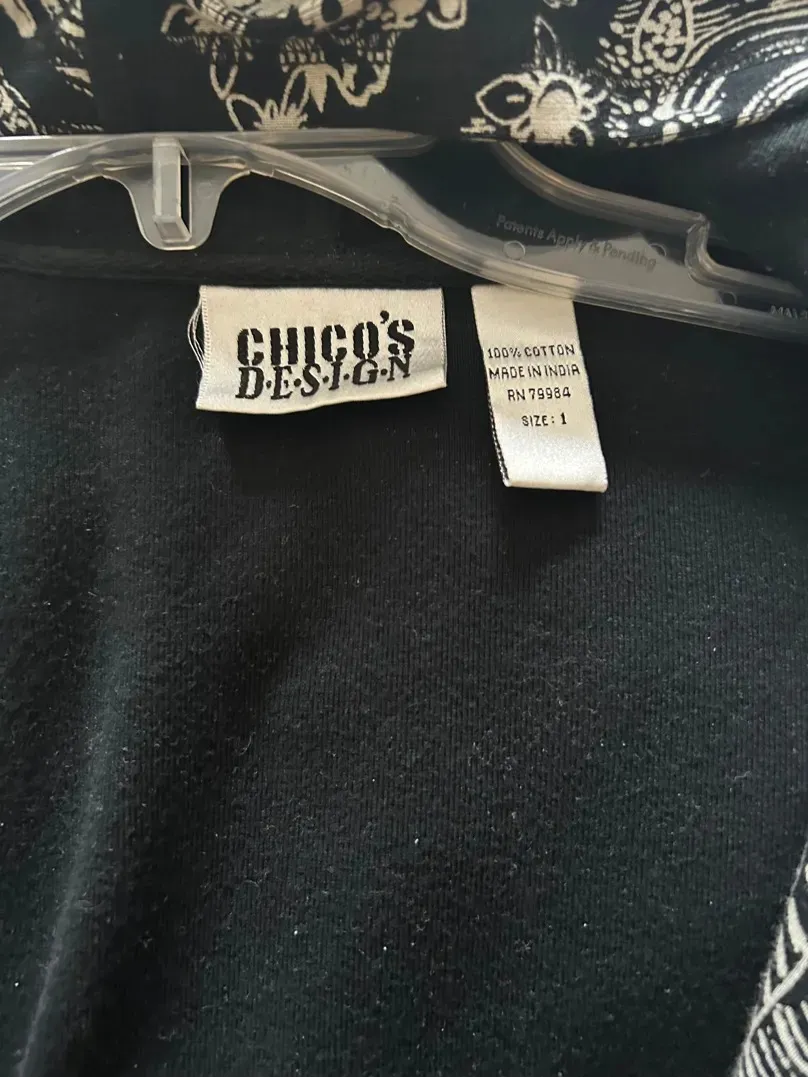 Patents Apply & Pending
CHICO'S
D·E·S·I·G·N
100% COTTON
MADE IN INDIA
RN 79984
SIZE: 1